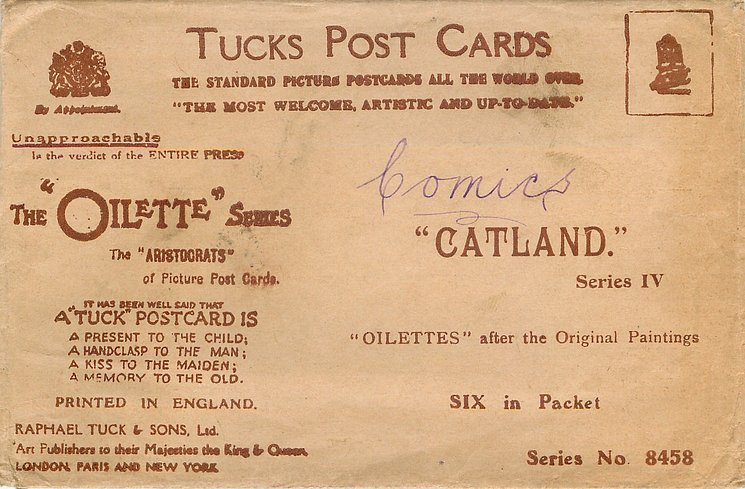 TUCKS POST CARDS
THE STANDARD PICTURE POSTCARDS ALL THE WORLD OVER.
"THE MOST WELCOME, ARTISTIC AND UP-TO-DATE."
By Appointment.
Unapproachable
Is the verdict of the ENTIRE PRESS
THE "OILETTE" SERIES
The "ARISTOCRATS"
of Picture Post Cards.
"IT HAS BEEN WELL SAID THAT
A "TUCK" POSTCARD IS
A PRESENT TO THE CHILD;
A HANDCLASP TO THE MAN;
A KISS TO THE MAIDEN;
A MEMORY TO THE OLD.
PRINTED IN ENGLAND.
RAPHAEL TUCK & SONS, Ltd.
Art Publishers to their Majesties the King & Queen,
LONDON, PARIS AND NEW YORK
Comics
"CATLAND."
Series IV
"OILETTES" after the Original Paintings
SIX in Packet
Series No. 8458